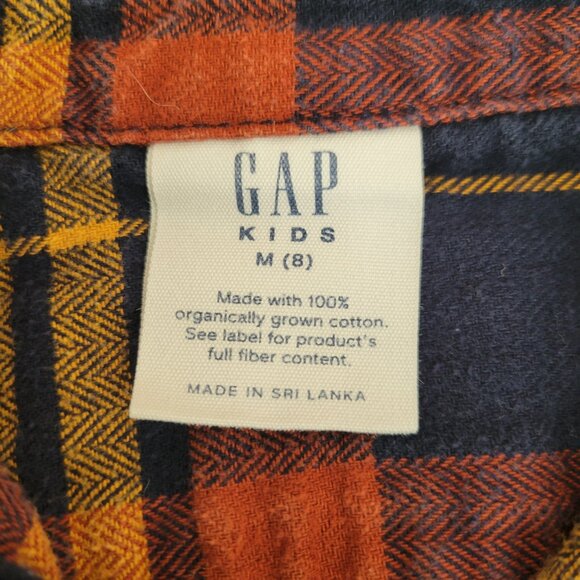 GAP
KIDS
M (8)
Made with 100%
organically grown cotton.
See label for product's
full fiber content.
MADE IN SRI LANKA